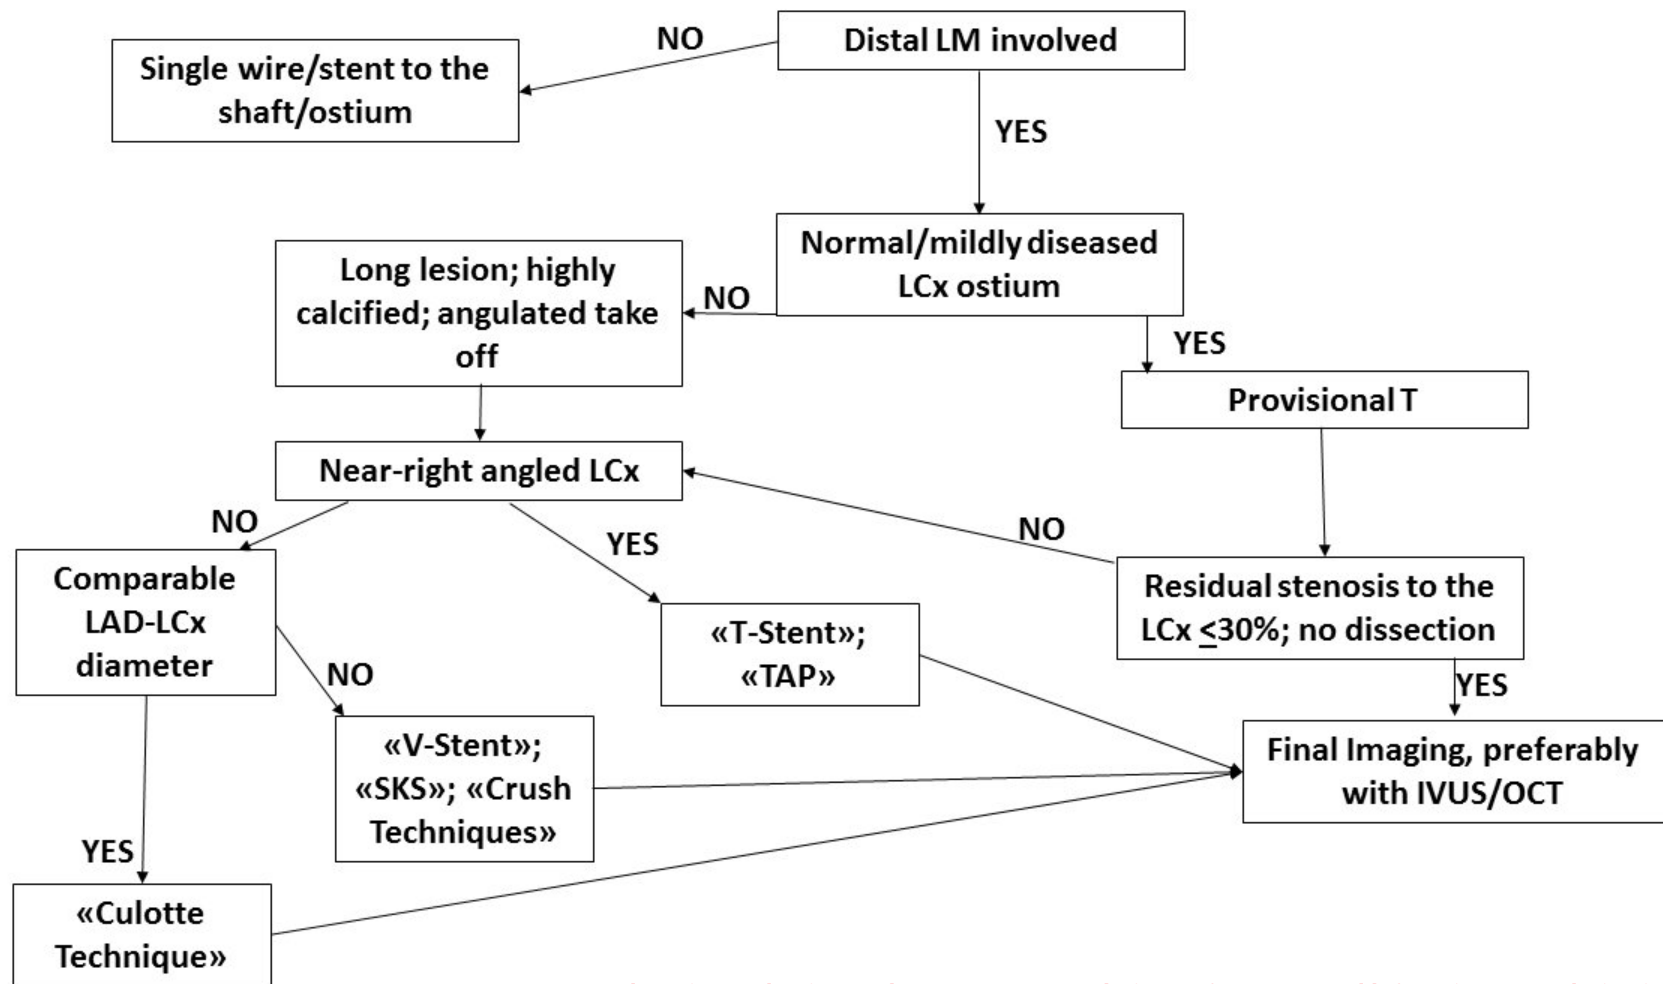 Distal LM involved
NO
Single wire/stent to the
shaft/ostium
YES
Normal/mildly diseased
LCx ostium
NO
Long lesion; highly
calcified; angulated take
off
YES
Provisional T
Near-right angled LCx
NO
YES
NO
Comparable
LAD-LCx
diameter
Residual stenosis to the
LCx ≤30%; no dissection
«T-Stent»;
«TAP»
NO
YES
«V-Stent»;
«SKS»; «Crush
Techniques»
Final Imaging, preferably
with IVUS/OCT
YES
«Culotte
Technique»